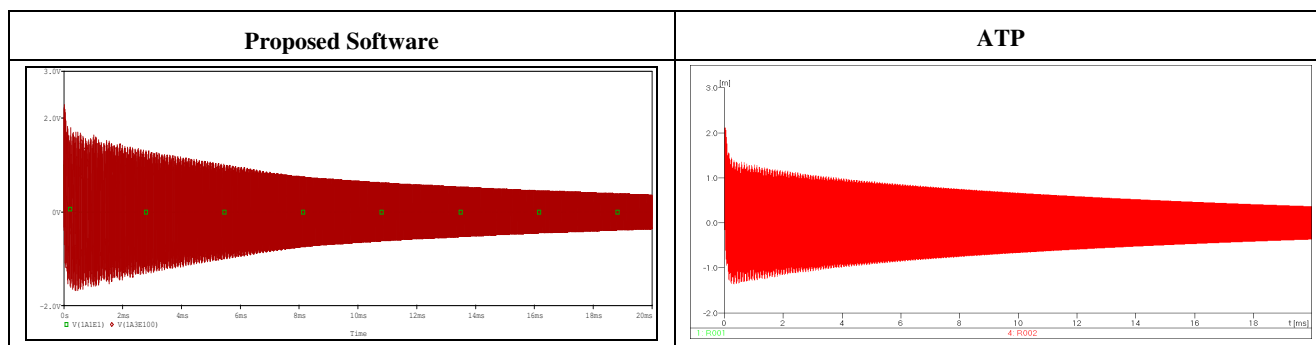 Proposed Software
ATP
3.0V
2.0V
0V
-2.0V
0s
2ms
4ms
6ms
8ms
10ms
12ms
14ms
16ms
18ms
20ms
V(1A1E1) V(1A3E100)
Time
[m]
3.0
2.0
1.0
0.0
-1.0
-2.0
0
2
4
6
8
10
12
14
16
18
t [ms]
1: R001
4: R002